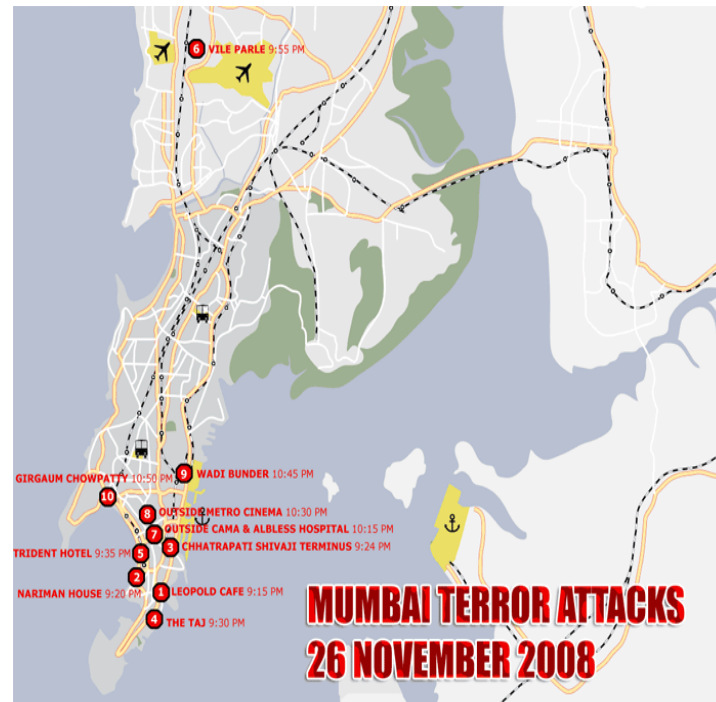 6 VILE PARLE 9:55 PM
9 WADI BUNDER 10:45 PM
GIRGAUM CHOWPATTY 10:50 PM
10
8 OUTSIDE METRO CINEMA 10:30 PM
7 OUTSIDE CAMA & ALBLESS HOSPITAL 10:15 PM
3 CHHATRAPATI SHIVAJI TERMINUS 9:24 PM
TRIDENT HOTEL 9:35 PM 5
2
NARIMAN HOUSE 9:20 PM
1 LEOPOLD CAFE 9:15 PM
4 THE TAJ 9:30 PM
MUMBAI TERROR ATTACKS
26 NOVEMBER 2008